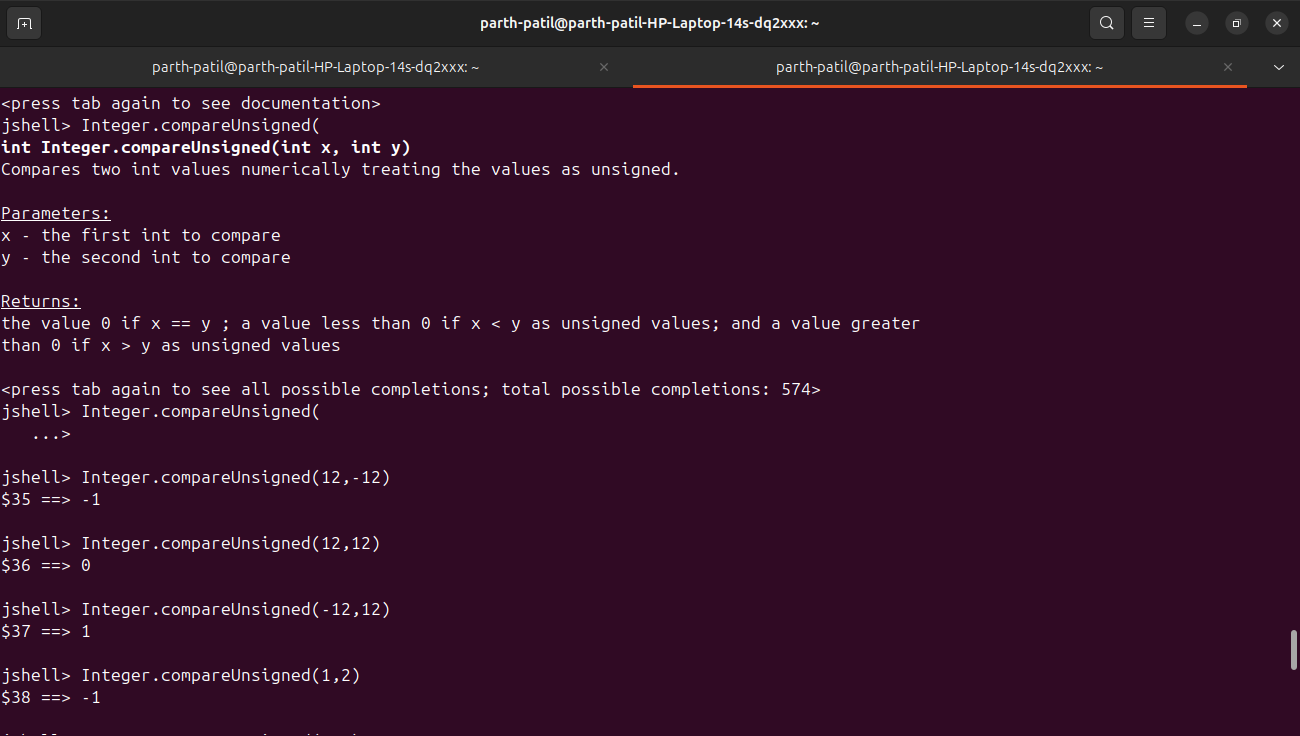 parth-patil@parth-patil-HP-Laptop-14s-dq2xxx: ~
parth-patil@parth-patil-HP-Laptop-14s-dq2xxx: ~
parth-patil@parth-patil-HP-Laptop-14s-dq2xxx: ~
<press tab again to see documentation>
jshell> Integer.compareUnsigned(
int Integer.compareUnsigned(int x, int y)
Compares two int values numerically treating the values as unsigned.
Parameters:
x - the first int to compare
y - the second int to compare
Returns:
the value 0 if x == y ; a value less than 0 if x < y as unsigned values; and a value greater
than 0 if x > y as unsigned values
<press tab again to see all possible completions; total possible completions: 574>
jshell> Integer.compareUnsigned(
   ...>
jshell> Integer.compareUnsigned(12,-12)
$35 ==> -1
jshell> Integer.compareUnsigned(12,12)
$36 ==> 0
jshell> Integer.compareUnsigned(-12,12)
$37 ==> 1
jshell> Integer.compareUnsigned(1,2)
$38 ==> -1